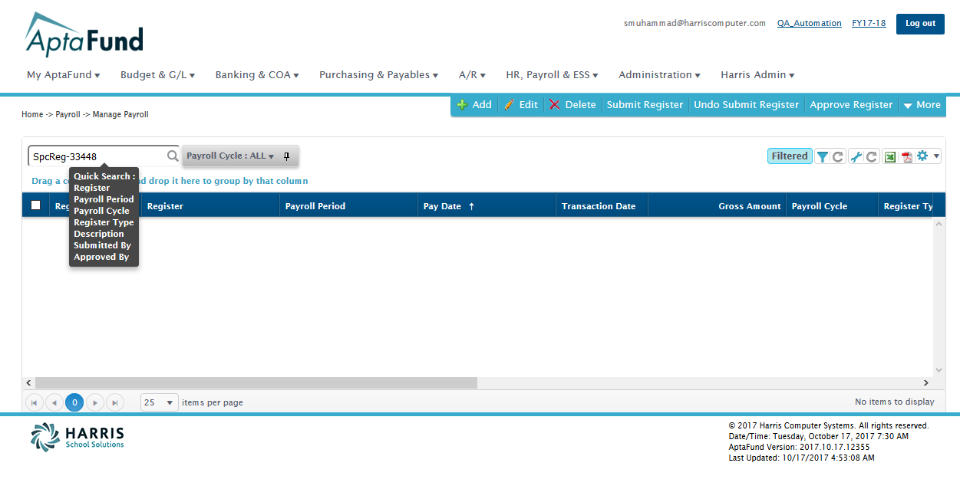 smuhammad@harriscomputer.com QA_Automation FY17-18 Log out
AptaFund
My AptaFund Budget & G/L Banking & COA Purchasing & Payables A/R HR, Payroll & ESS Administration Harris Admin
Add Edit Delete Submit Register Undo Submit Register Approve Register More
Home -> Payroll -> Manage Payroll
SpcReg-33448 Payroll Cycle : ALL Filtered
Drag a c d drop it here to group by that column
Quick Search :
Register
Payroll Period
Payroll Cycle
Register Type
Description
Submitted By
Approved By
Reg Register Payroll Period Pay Date ↑ Transaction Date Gross Amount Payroll Cycle Register Ty
0 25 items per page No items to display
HARRIS
School Solutions
© 2017 Harris Computer Systems. All rights reserved.
Date/Time: Tuesday, October 17, 2017 7:30 AM
AptaFund Version: 2017.10.17.12355
Last Updated: 10/17/2017 4:53:08 AM